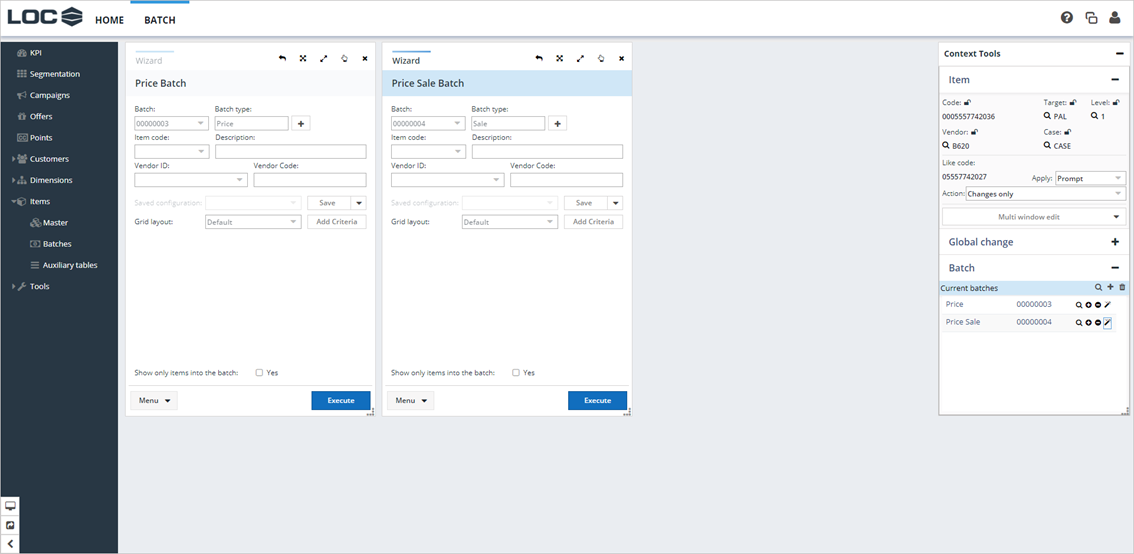 LOC HOME BATCH
KPI
Segmentation
Campaigns
Offers
Points
Customers
Dimensions
Items
Master
Batches
Auxiliary tables
Tools
Wizard
Price Batch
Batch: Batch type:
00000003 Price
Item code: Description:
Vendor ID: Vendor Code:
Saved configuration: Save
Grid layout: Default Add Criteria
Show only items into the batch: Yes
Menu Execute
Wizard
Price Sale Batch
Batch: Batch type:
00000004 Sale
Item code: Description:
Vendor ID: Vendor Code:
Saved configuration: Save
Grid layout: Default Add Criteria
Show only items into the batch: Yes
Menu Execute
Context Tools
Item
Code: Target: Level:
0005557742036 PAL 1
Vendor: Case:
B620 CASE
Like code:
05557742027 Apply: Prompt
Action: Changes only
Multi window edit
Global change
Batch
Current batches
Price 00000003
Price Sale 00000004